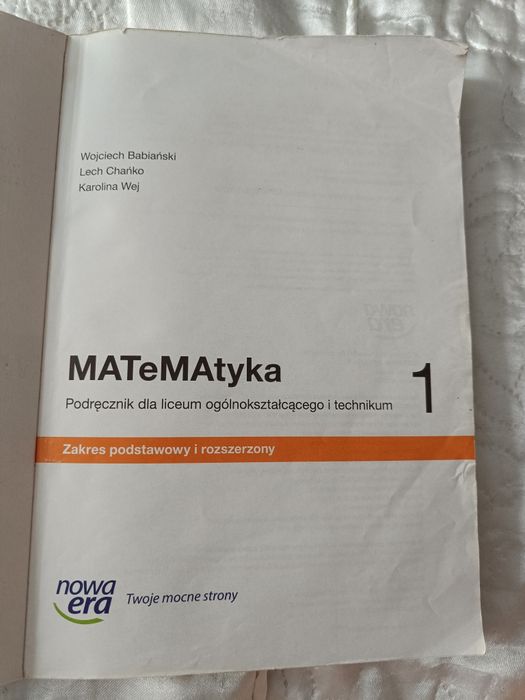 Wojciech Babiański
Lech Chańko
Karolina Wej
MATeMAtyka 1
Podręcznik dla liceum ogólnokształcącego i technikum
Zakres podstawowy i rozszerzony
nowa
era
Twoje mocne strony